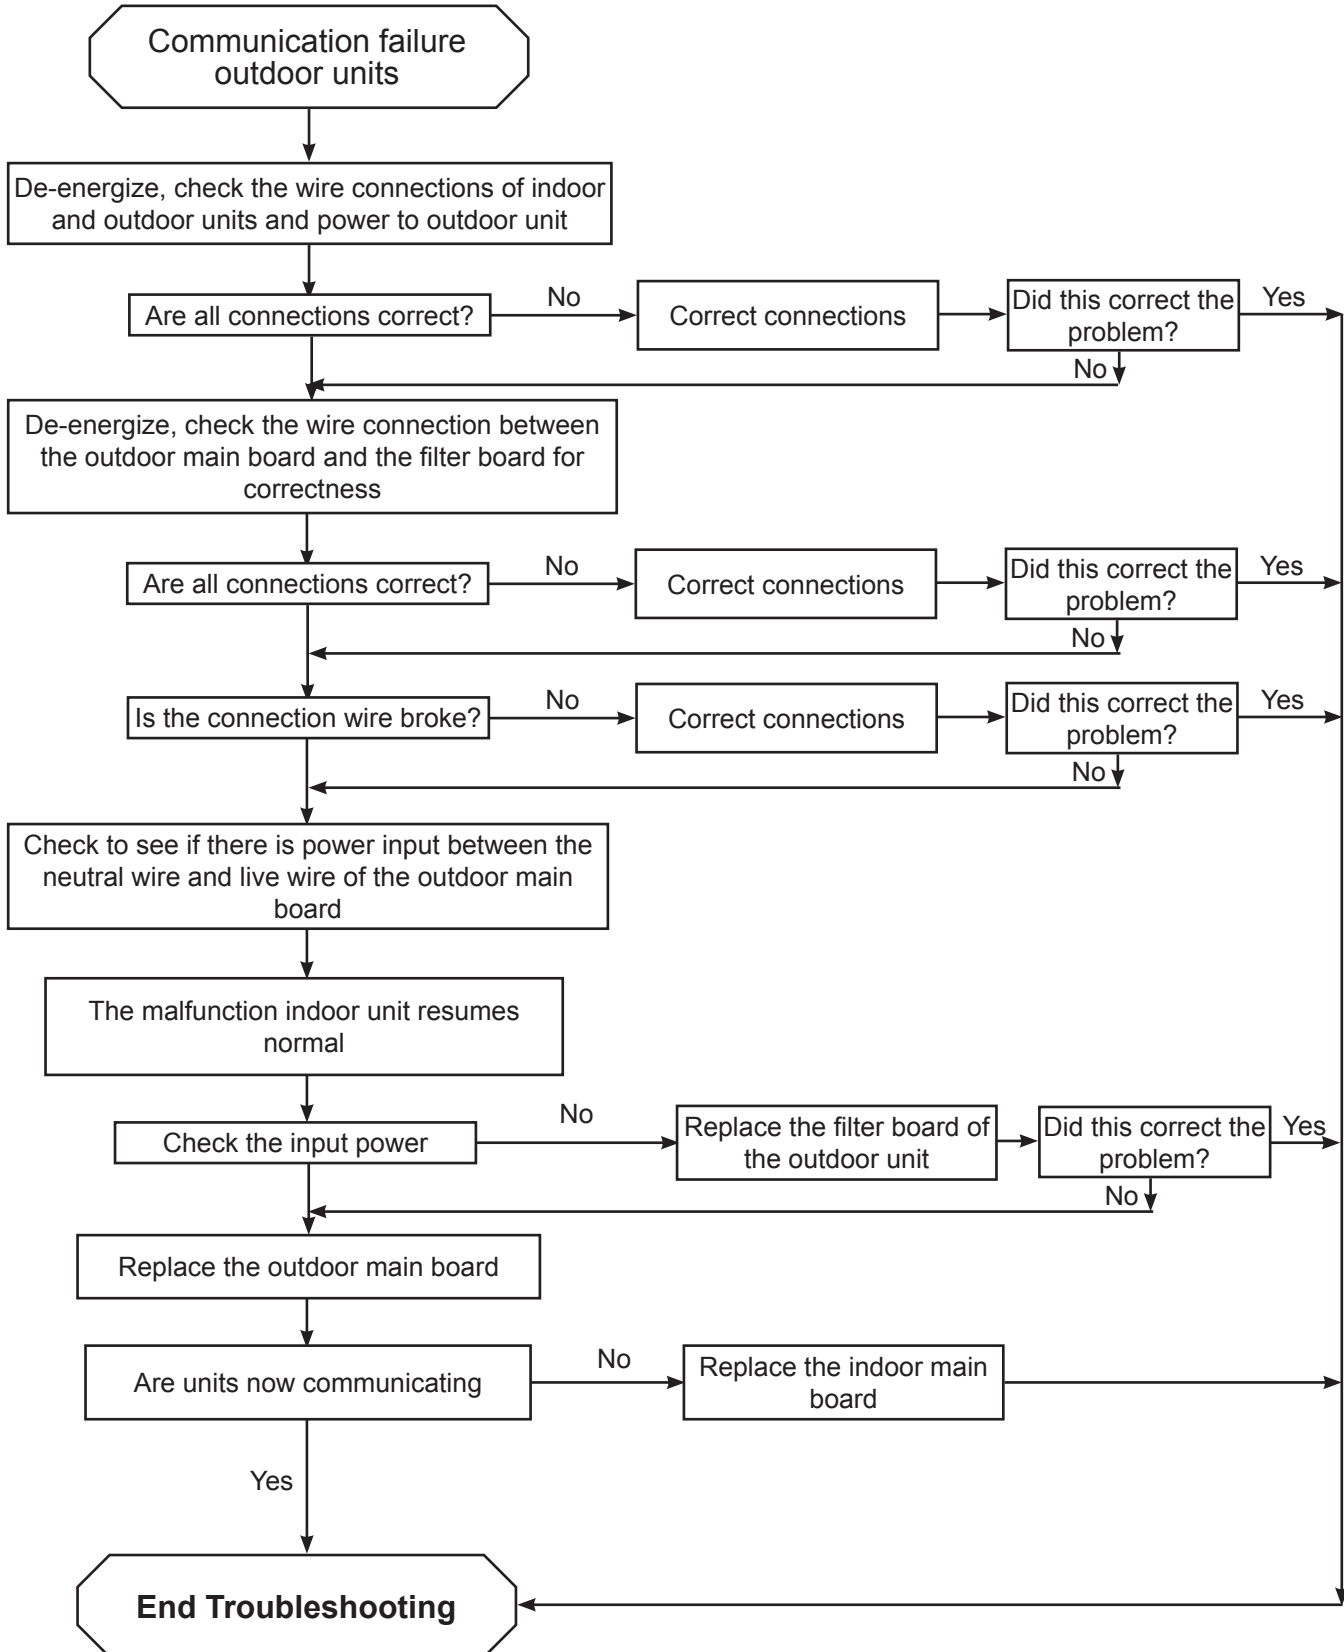 Communication failure
outdoor units
De-energize, check the wire connections of indoor
and outdoor units and power to outdoor unit
Are all connections correct?
No
Correct connections
Did this correct the
problem?
Yes
No
De-energize, check the wire connection between
the outdoor main board and the filter board for
correctness
Are all connections correct?
No
Correct connections
Did this correct the
problem?
Yes
No
Is the connection wire broke?
No
Correct connections
Did this correct the
problem?
Yes
No
Check to see if there is power input between the
neutral wire and live wire of the outdoor main
board
The malfunction indoor unit resumes
normal
Check the input power
No
Replace the filter board of
the outdoor unit
Did this correct the
problem?
Yes
No
Replace the outdoor main board
Are units now communicating
No
Replace the indoor main
board
Yes
End Troubleshooting